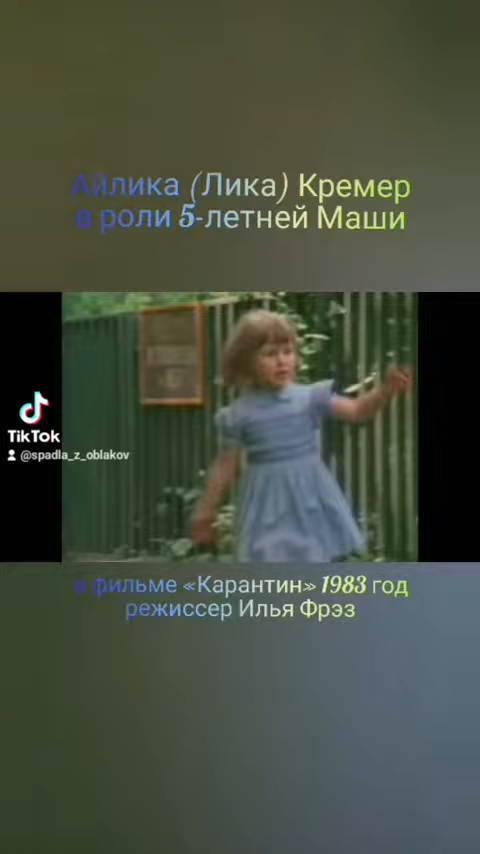 Айлика (Лика) Кремер
в роли 5-летней Маши
TikTok
@spadla_z_oblakov
в фильме «Карантин» 1983 год
режиссер Илья Фрэз